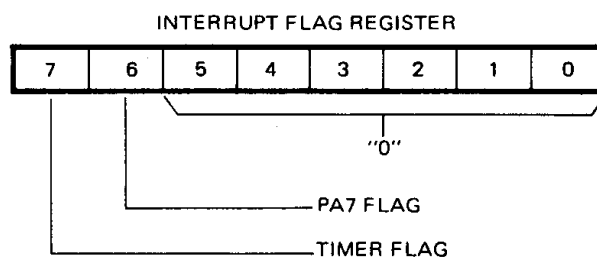 INTERRUPT FLAG REGISTER
7 6 5 4 3 2 1 0
"0"
PA7 FLAG
TIMER FLAG